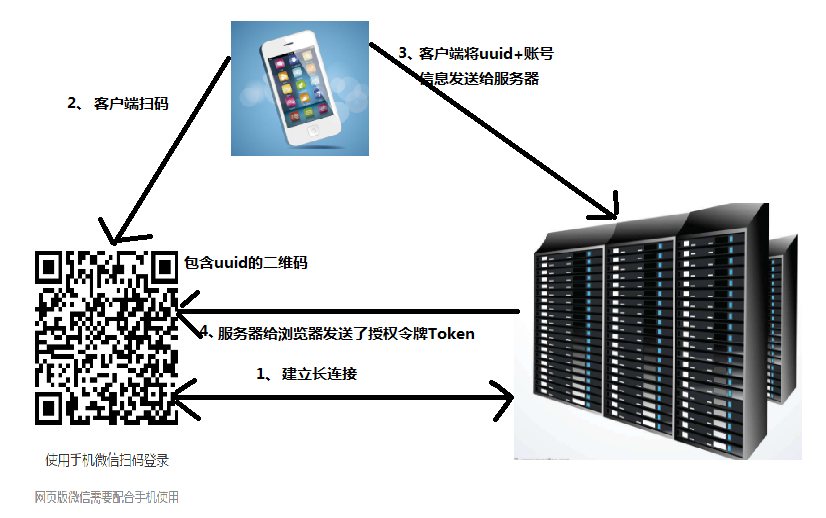 3、客户端将uuid+账号
信息发送给服务器
2、 客户端扫码
包含uuid的二维码
4、服务器给浏览器发送了授权令牌Token
1、 建立长连接
使用手机微信扫码登录
网页版微信需要配合手机使用